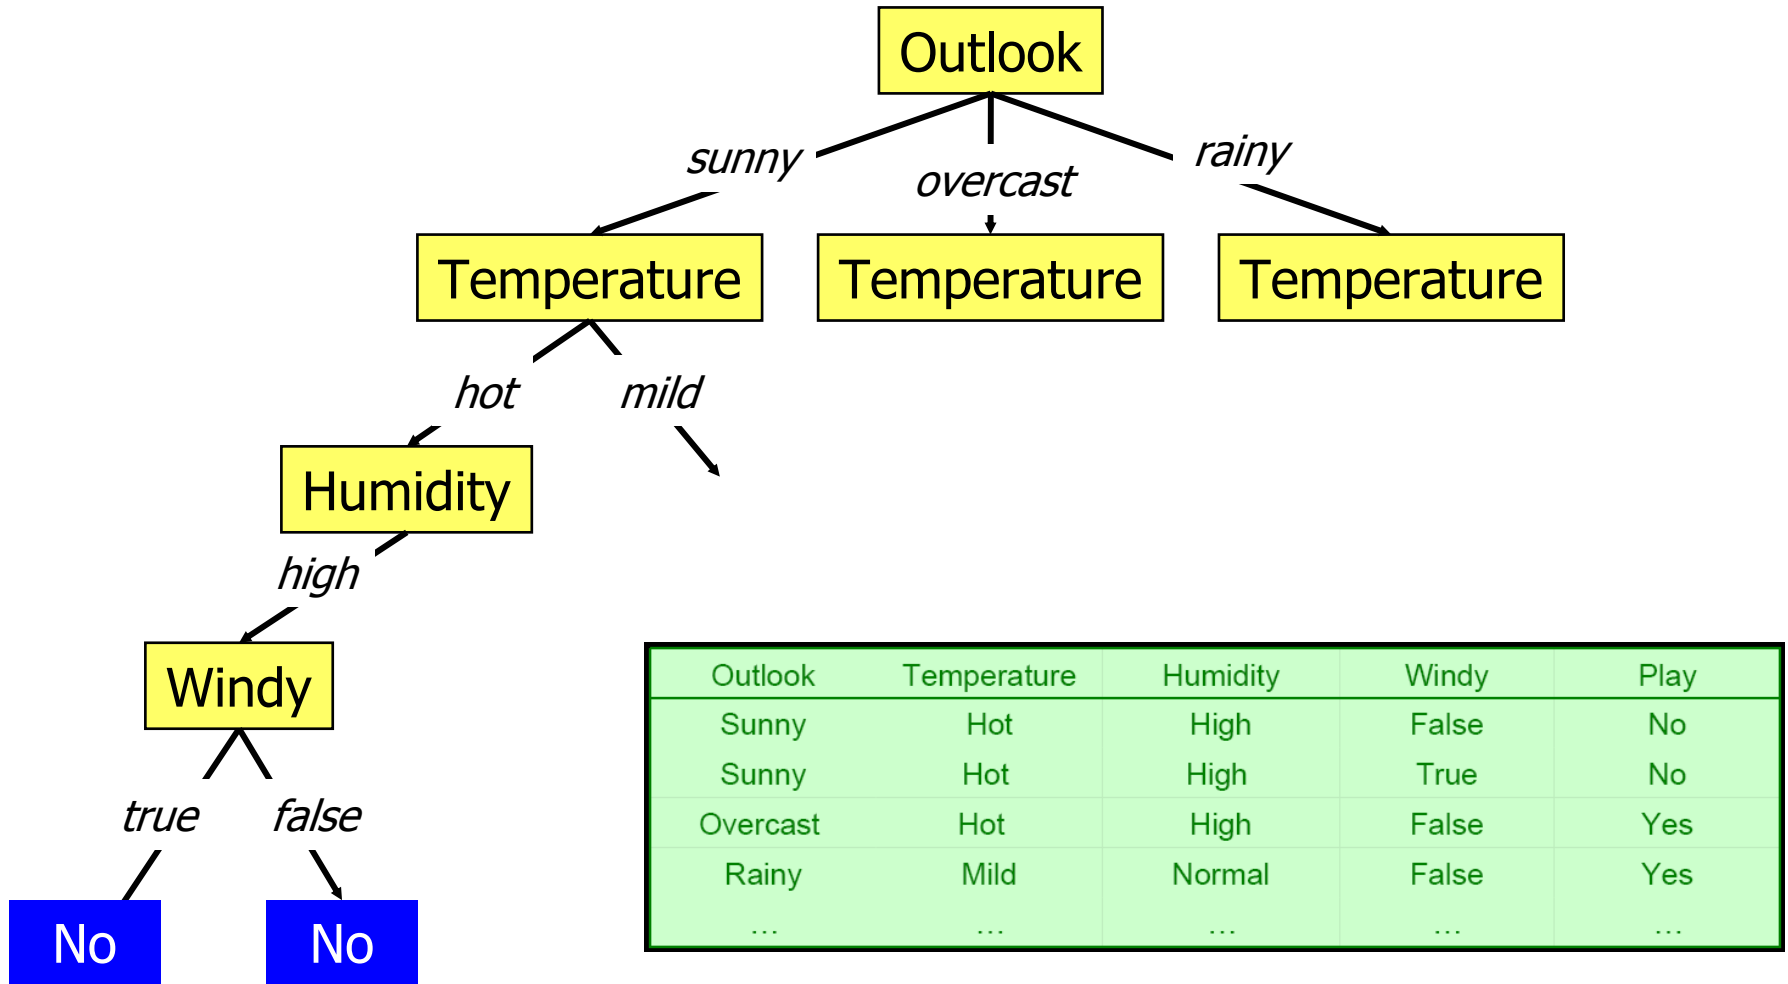 Outlook
sunny
overcast
rainy
Temperature Temperature Temperature
hot mild
Humidity
high
Windy
true false
No No
Outlook Temperature Humidity Windy Play
Sunny Hot High False No
Sunny Hot High True No
Overcast Hot High False Yes
Rainy Mild Normal False Yes
... ... ... ... ...